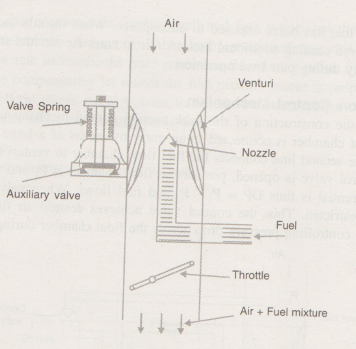 Air
Venturi
Valve Spring
Nozzle
Auxiliary valve
Fuel
Throttle
Air + Fuel mixture